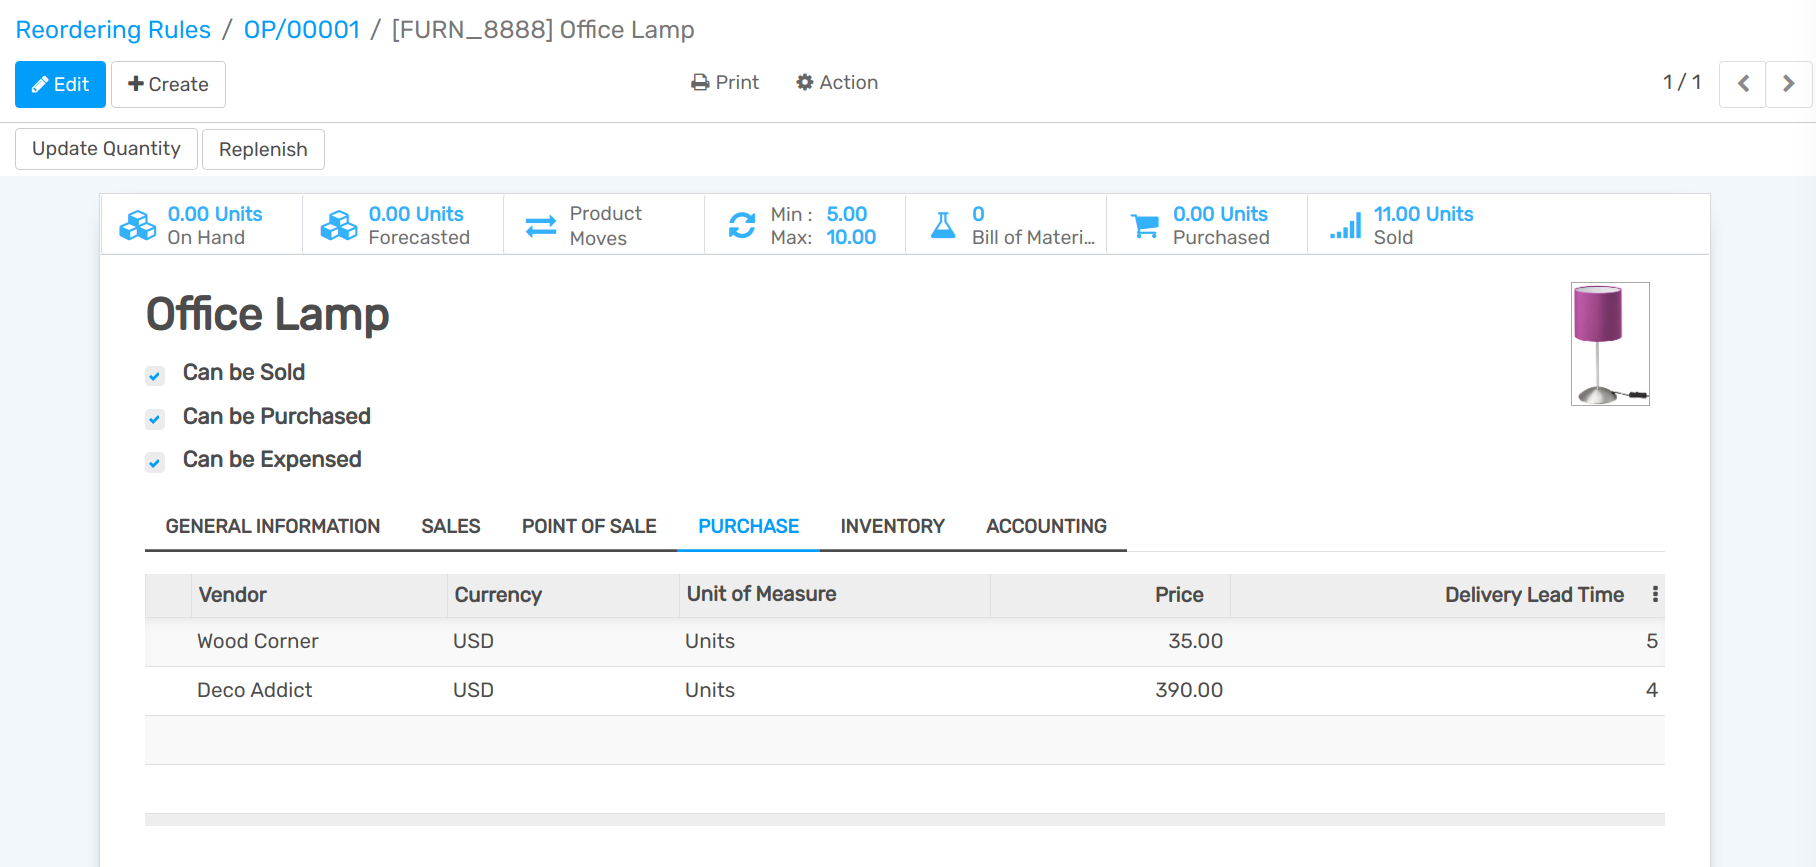 Reordering Rules / OP/00001 / [FURN_8888] Office Lamp
Edit Create Print Action 1 / 1
Update Quantity Replenish
0.00 Units On Hand
0.00 Units Forecasted
Product Moves
Min : 5.00
Max: 10.00
0 Bill of Materi...
0.00 Units Purchased
11.00 Units Sold
Office Lamp
Can be Sold
Can be Purchased
Can be Expensed
GENERAL INFORMATION SALES POINT OF SALE PURCHASE INVENTORY ACCOUNTING
Vendor Currency Unit of Measure Price Delivery Lead Time
Wood Corner USD Units 35.00 5
Deco Addict USD Units 390.00 4